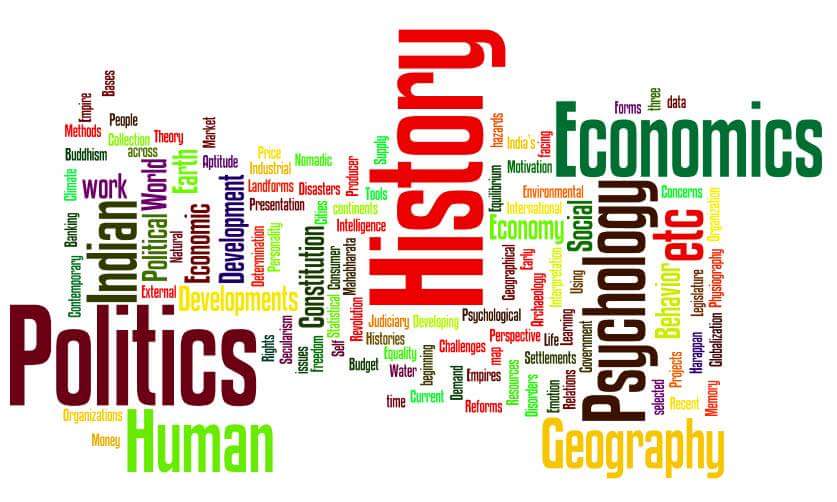 Empire
Bases
People
Methods
Collection
Theory
Market
Buddhism
across
Aptitude
Climate
work
World
Earth
Price
Industrial
Nomadic
Producer
Supply
Landforms
Disasters
Tools
Presentation
Cities
continents
Intelligence
Banking
Indian
Political
Natural
Economic
Development
Determination
Personality
Constitution
Consumer
Mahabharata
Contemporary
External
Developments
Statistical
Revolution
Politics
Rights
Secularism
issues
Freedom
Self
Organizations
Money
Human
History
hazards
India's
facing
forms
three
data
Economics
Motivation
Equilibrium
Environmental
International
Economy
Social
Psychology
Concerns
etc
Organization
Geographical
Early
Archaeology
Interpretation
Using
Behavior
Legislature
Physiography
Judiciary
Developing
Psychological
Histories
Perspective
Life
Learning
Government
Equality
Challenges
map
Settlements
Budget
Water
beginning
Demand
Empires
Resources
Disorders
Emotion
Relations
time
Current
Reforms
selected
Projects
Recent
Harappan
Globalization
Memory
Geography